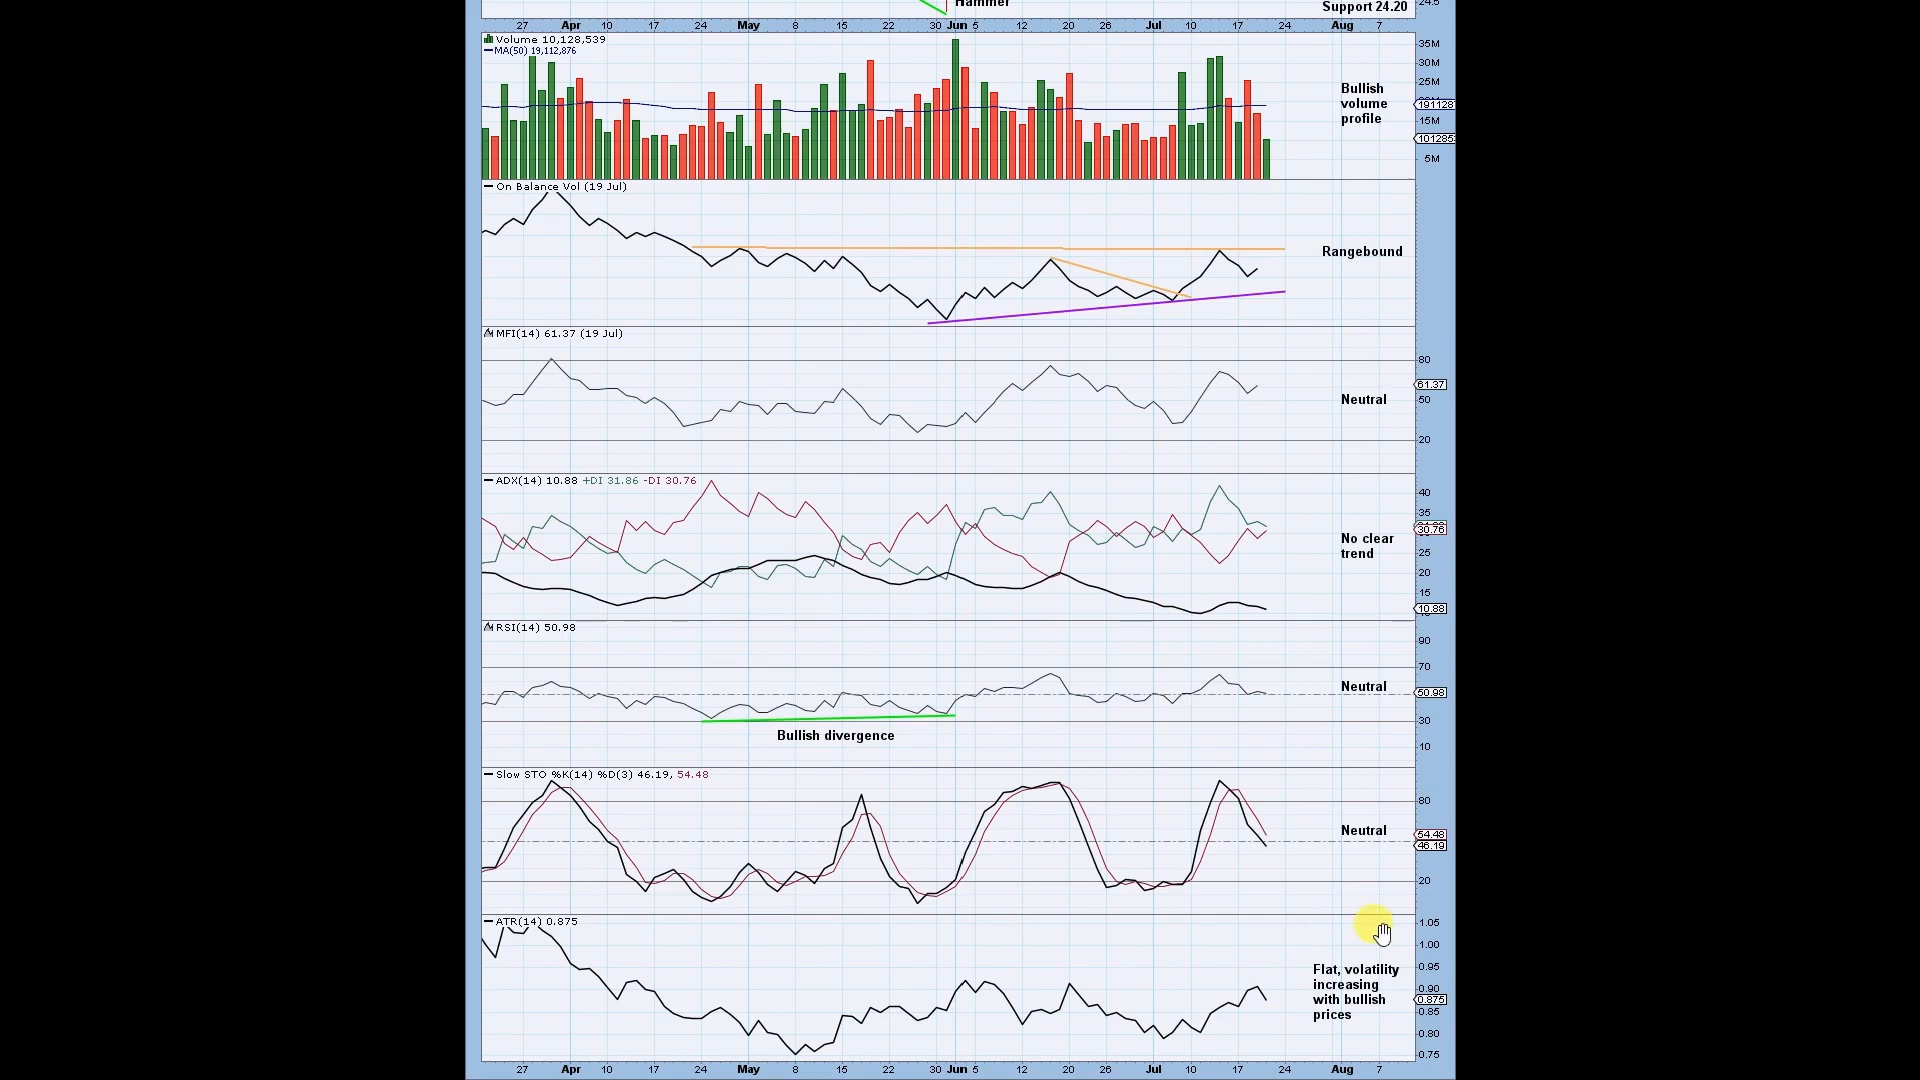 Hammer
Support 24.20
24.5
27 Apr 10 17 24 May 8 15 22 30 Jun 5 12 20 26 Jul 10 17 24 Aug 7
Volume 10,128,539
MA(50) 19,112,876
35M
30M
25M
15M
5M
Bullish
volume
profile
On Balance Vol (19 Jul)
Rangebound
MFI(14) 61.37 (19 Jul)
80
61.37
50
20
Neutral
ADX(14) 10.88 +DI 31.86 -DI 30.76
40
35
30.76
25
20
15
10.88
No clear
trend
RSI(14) 50.98
90
70
50.98
30
10
Neutral
Bullish divergence
Slow STO %K(14) %D(3) 46.19, 54.48
80
54.48
46.19
20
Neutral
ATR(14) 0.875
1.05
1.00
0.95
0.90
0.875
0.85
0.80
0.75
Flat, volatility
increasing
with bullish
prices
27 Apr 10 17 24 May 8 15 22 30 Jun 5 12 20 26 Jul 10 17 24 Aug 7